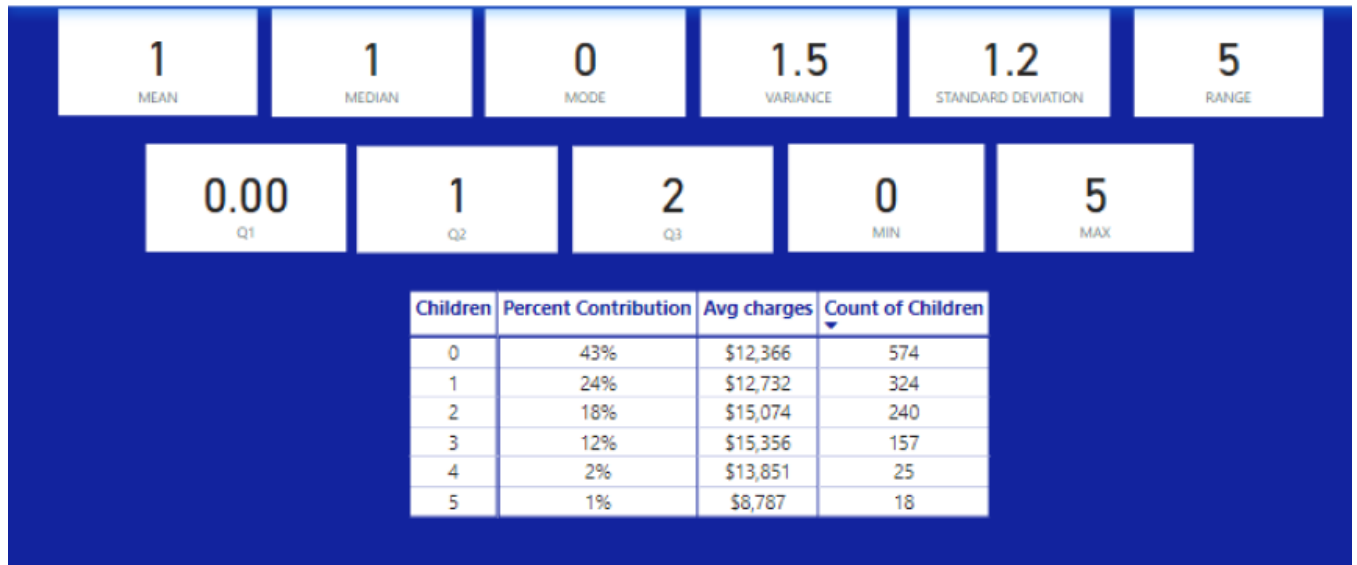 1 1 0 1.5 1.2 5
MEAN MEDIAN MODE VARIANCE STANDARD DEVIATION RANGE
0.00 1 2 0 5
Q1 Q2 Q3 MIN MAX
Children Percent Contribution Avg charges Count of Children
0 43% $12,366 574
1 24% $12,732 324
2 18% $15,074 240
3 12% $15,356 157
4 2% $13,851 25
5 1% $8,787 18